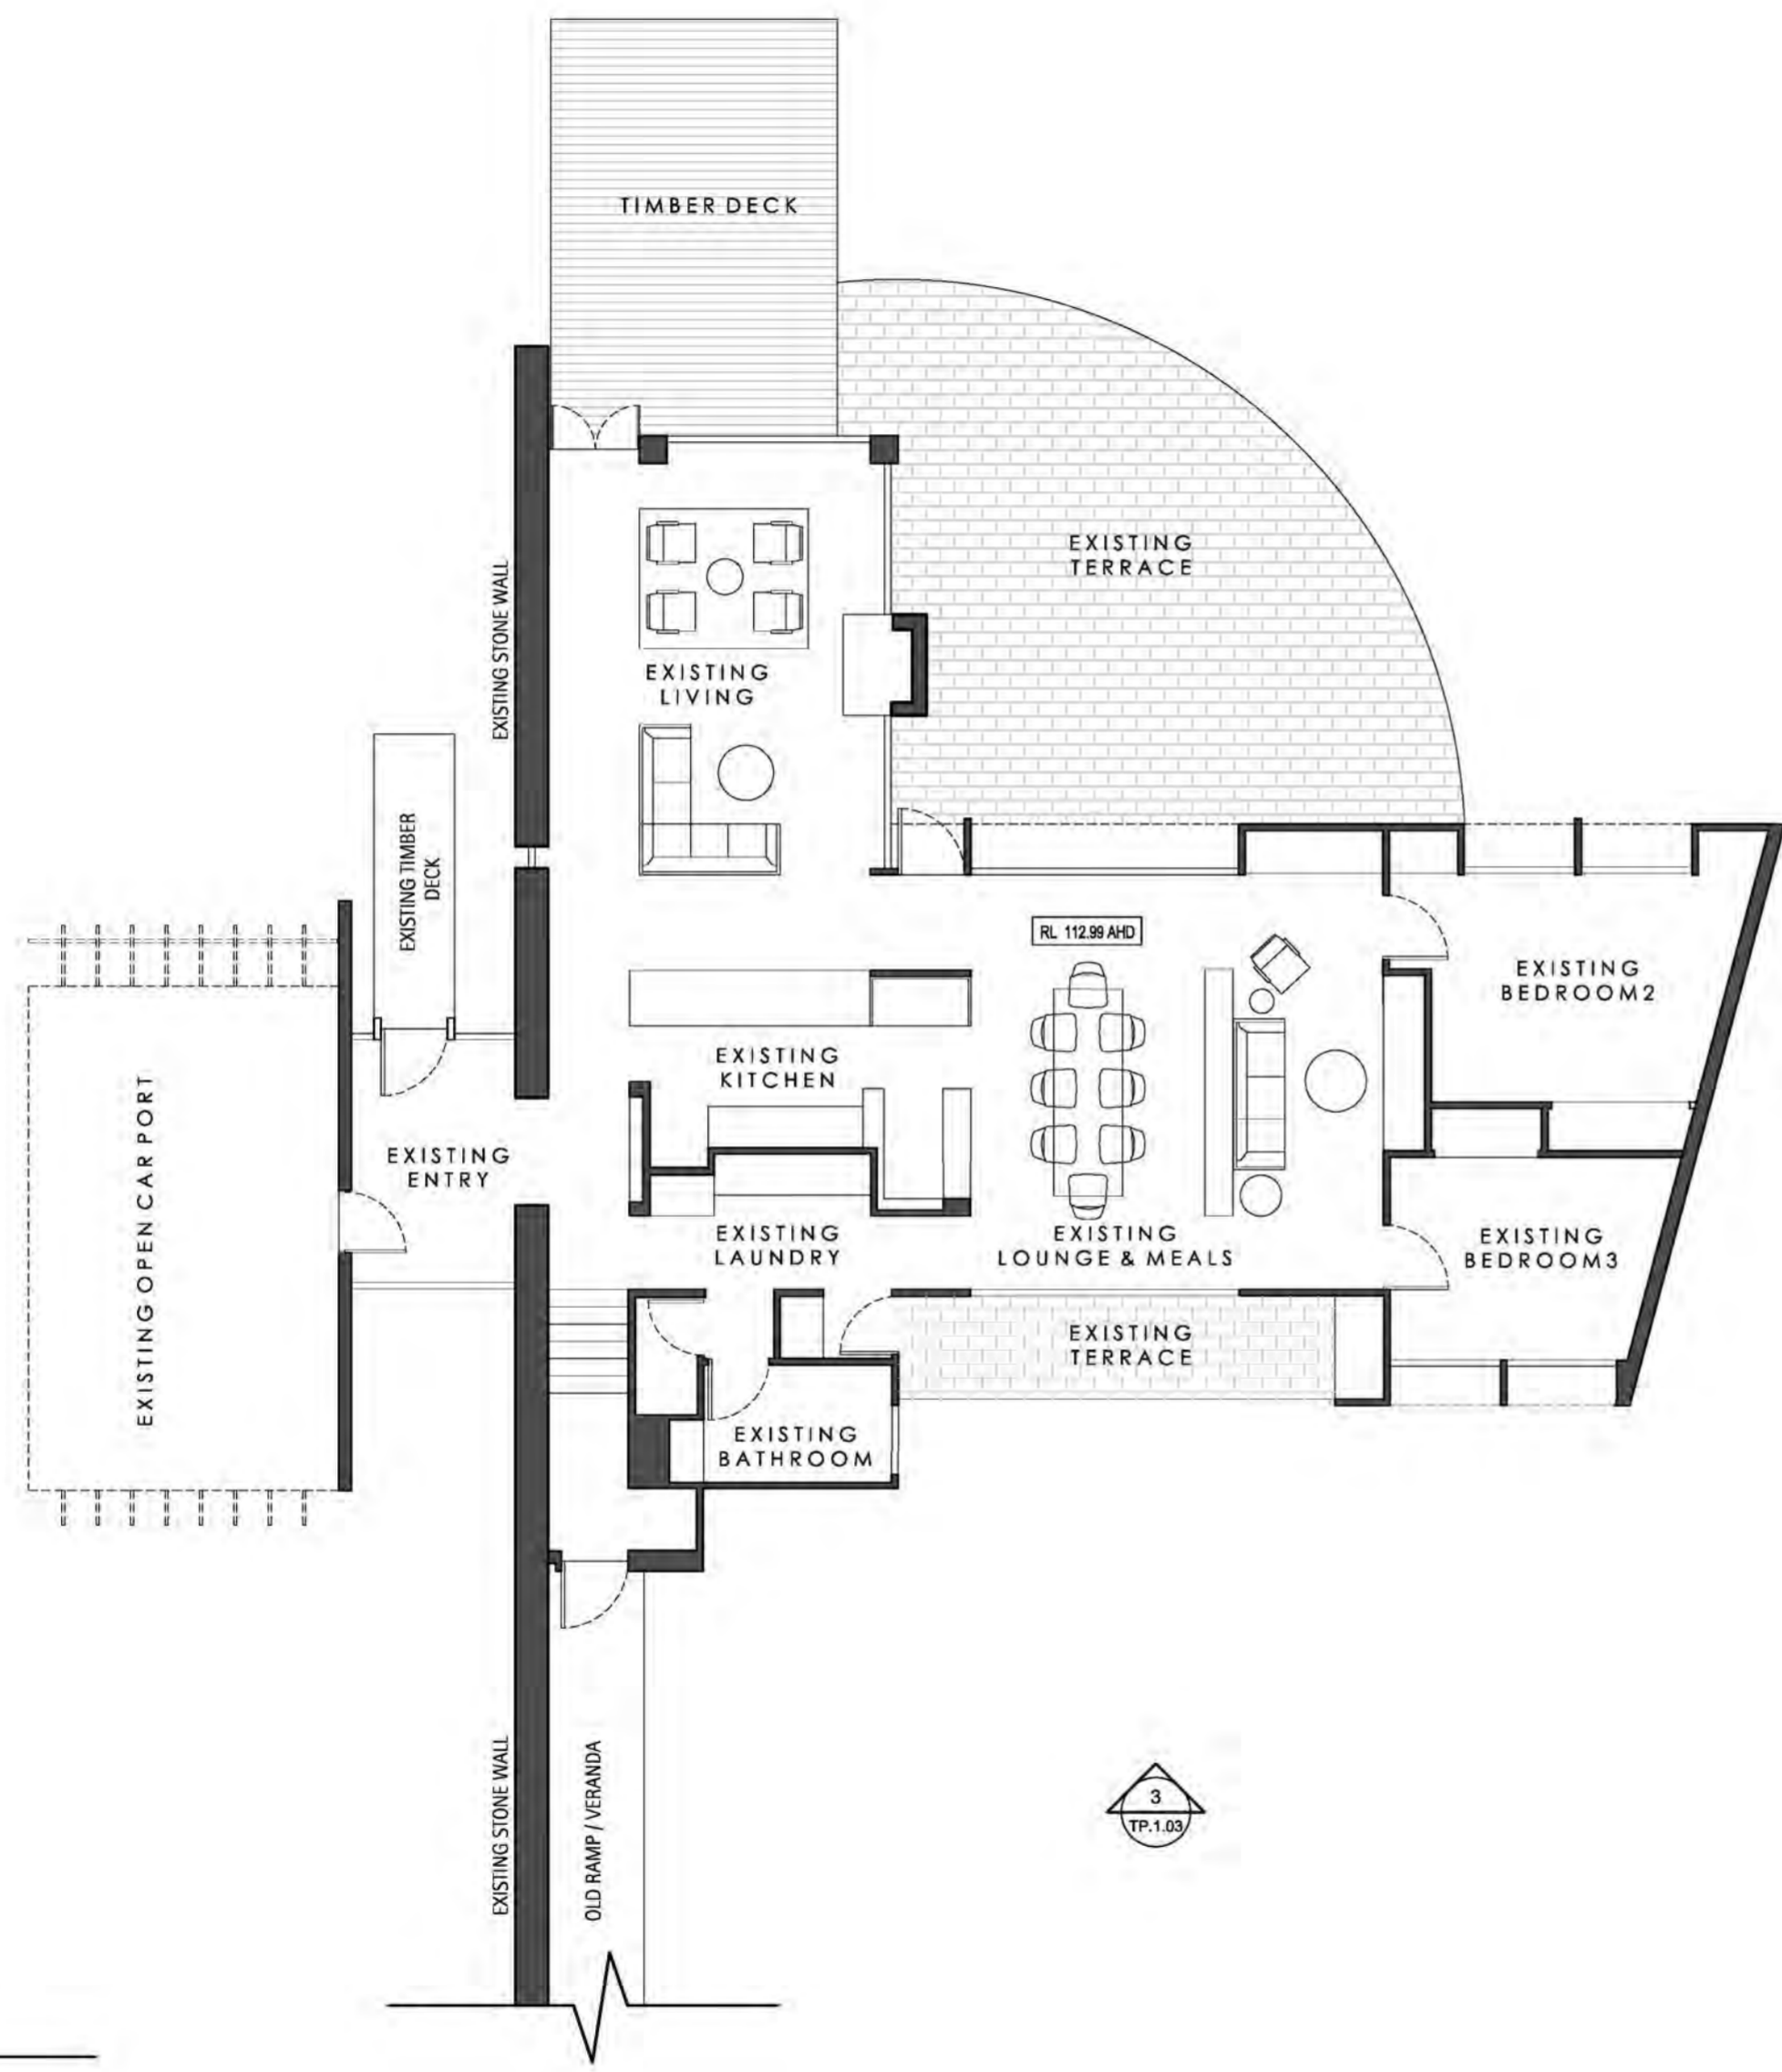 TIMBER DECK
EXISTING
TERRACE
EXISTING STONE WALL
EXISTING
LIVING
EXISTING TIMBER
DECK
RL 112.99 AHD
EXISTING
BEDROOM2
EXISTING
KITCHEN
EXISTING OPEN CAR PORT
EXISTING
ENTRY
EXISTING
LAUNDRY
EXISTING
LOUNGE & MEALS
EXISTING
BEDROOM3
EXISTING
TERRACE
EXISTING
BATHROOM
EXISTING STONE WALL
OLD RAMP / VERANDA
3
TP.1.03